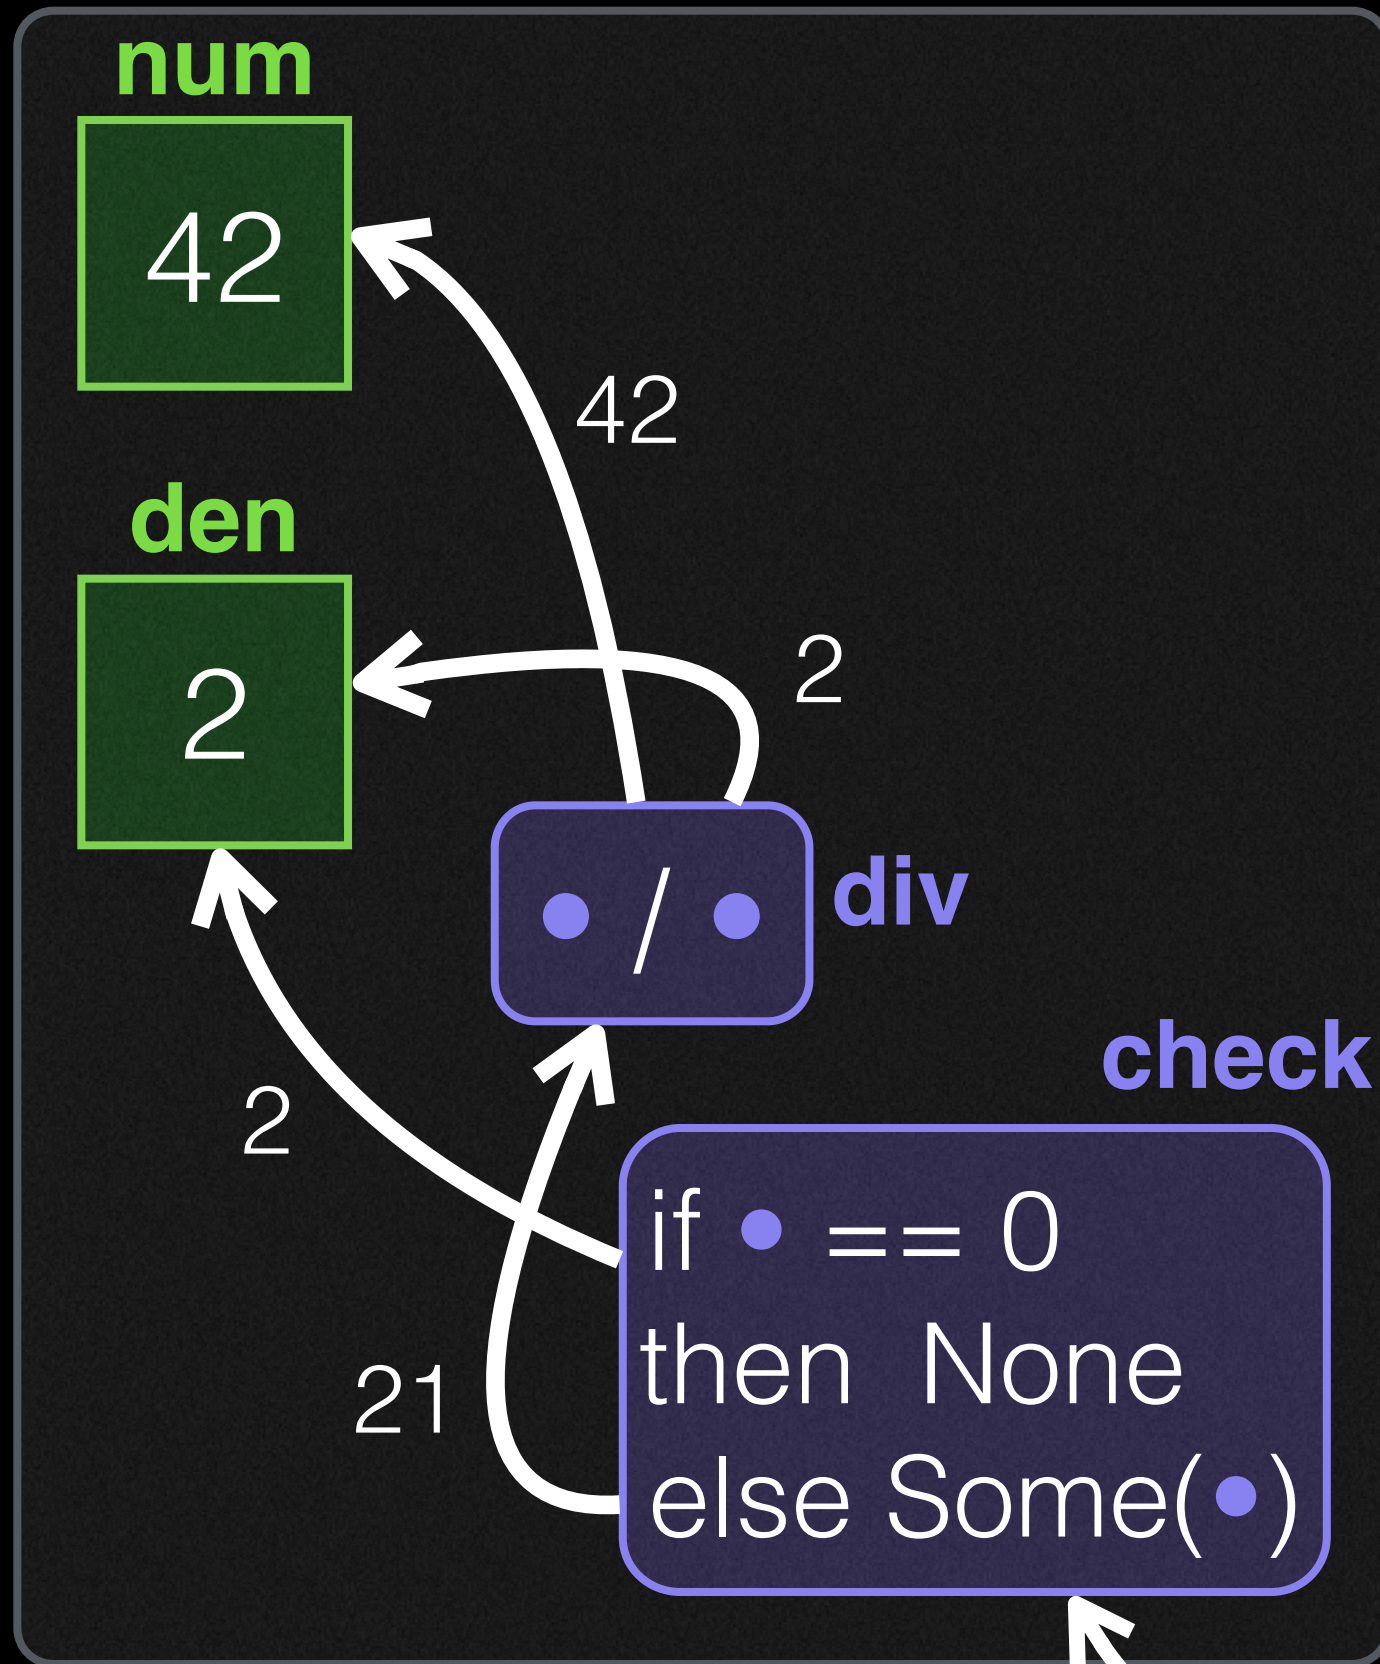 num
42
42
den
2
2
• / •
div
check
2
if • == 0
then None
21
else Some(•)